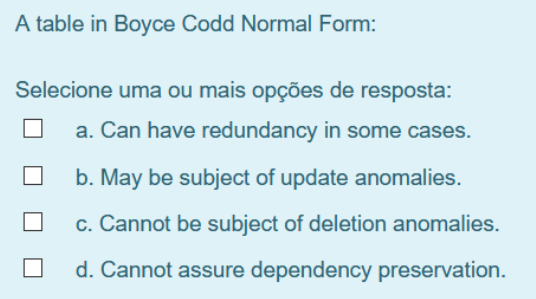 A table in Boyce Codd Normal Form:
Selecione uma ou mais opções de resposta:
a. Can have redundancy in some cases.
b. May be subject of update anomalies.
c. Cannot be subject of deletion anomalies.
d. Cannot assure dependency preservation.